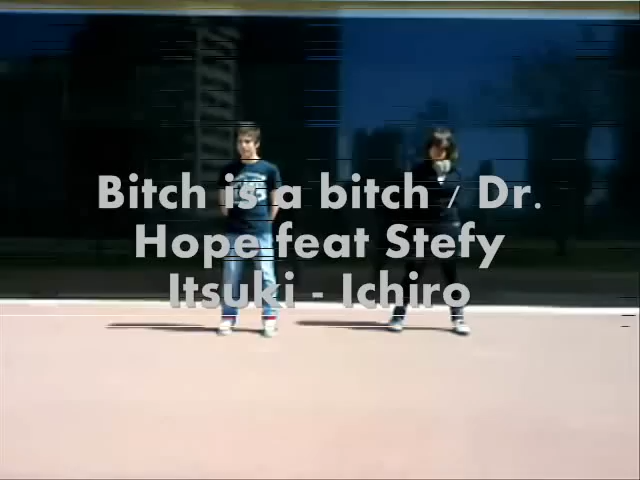 Bitch is a bitch / Dr.
Hope feat Stefy
Itsuki - Ichiro